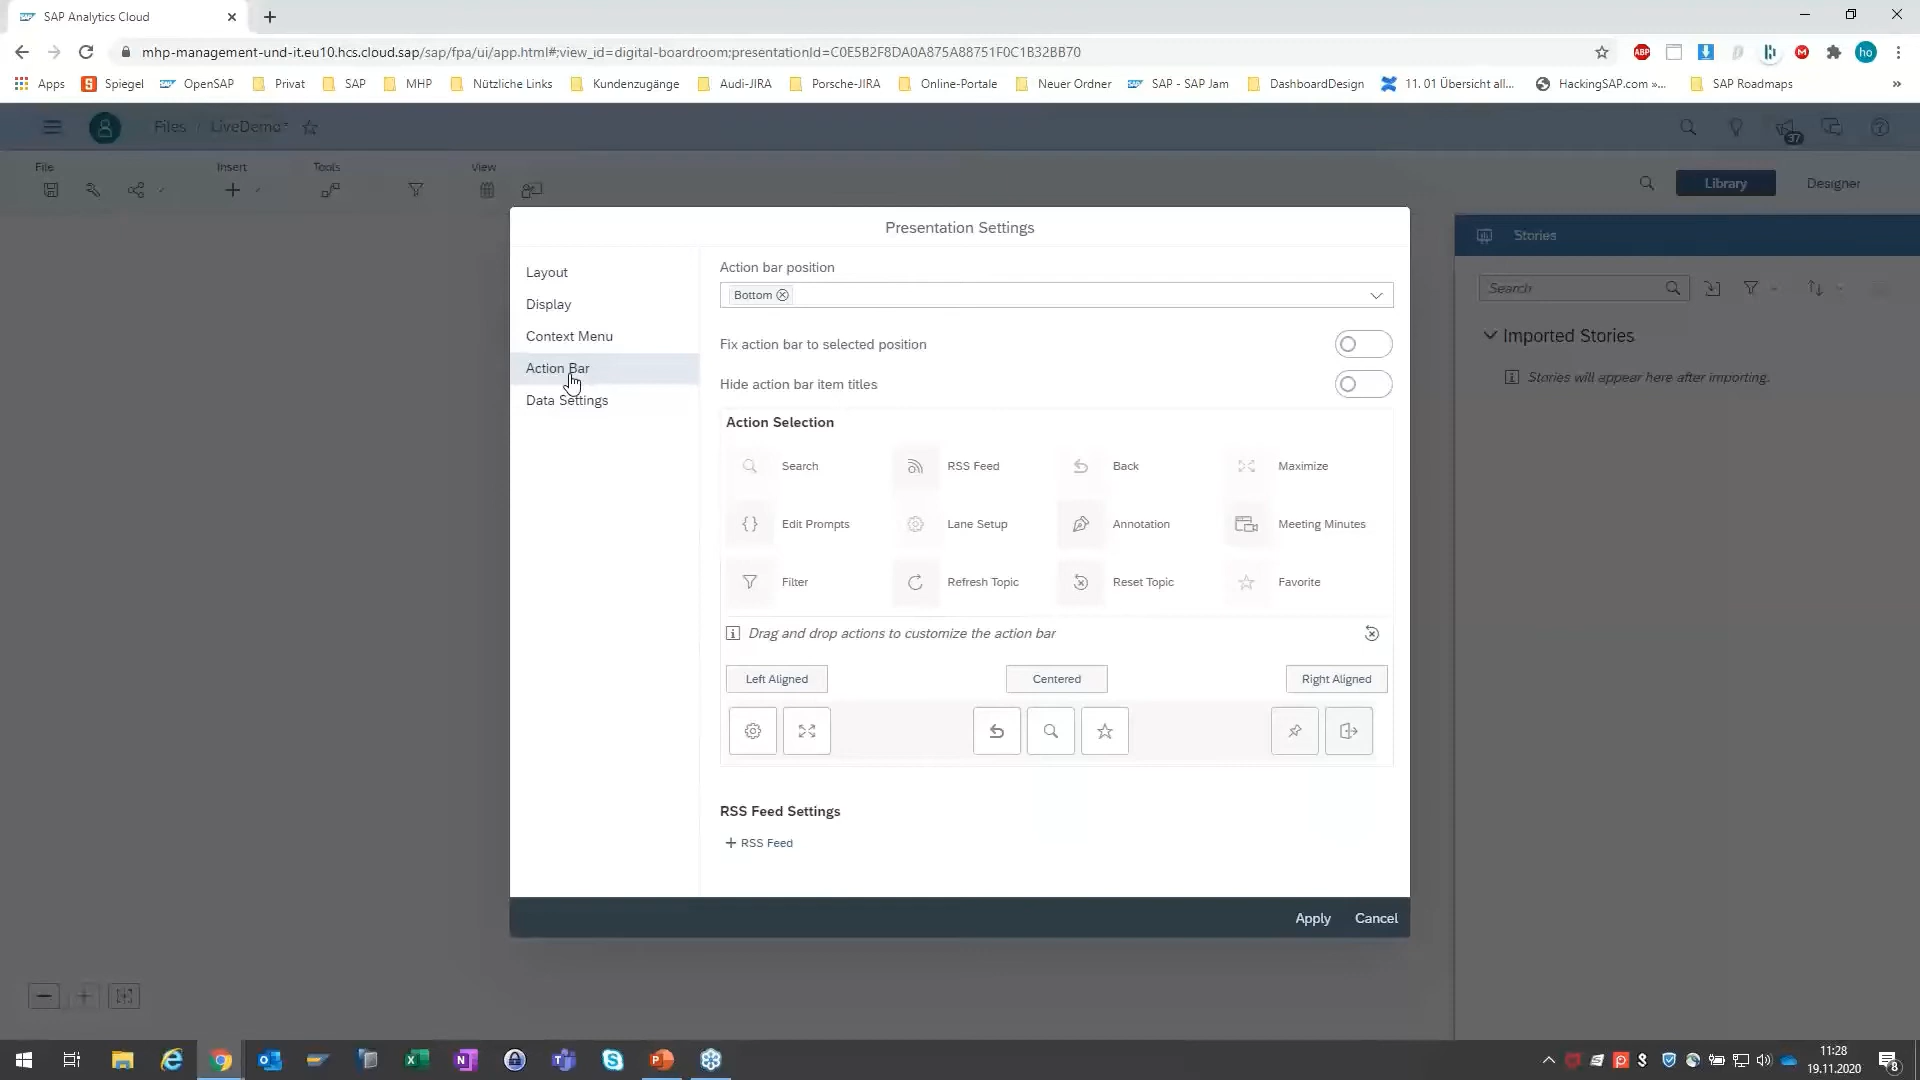 SAP Analytics Cloud
mhp-management-und-it.eu10.hcs.cloud.sap/sap/fpa/ui/app.html#;view_id=digital-boardroom;presentationId=C0E5B2F8DA0A875A88751F0C1B32BB70
ABP
ho
Apps Spiegel OpenSAP Privat SAP MHP Nützliche Links Kundenzugänge Audi-JIRA Porsche-JIRA Online-Portale Neuer Ordner SAP - SAP Jam DashboardDesign 11. 01 Übersicht all... HackingSAP.com »... SAP Roadmaps »
Files / LiveDemo*
37
File Insert Tools View
Library Designer
Stories
Search
Imported Stories
Stories will appear here after importing.
Presentation Settings
Layout
Display
Context Menu
Action Bar
Data Settings
Action bar position
Bottom
Fix action bar to selected position
Hide action bar item titles
Action Selection
Search RSS Feed Back Maximize
Edit Prompts Lane Setup Annotation Meeting Minutes
Filter Refresh Topic Reset Topic Favorite
Drag and drop actions to customize the action bar
Left Aligned Centered Right Aligned
RSS Feed Settings
+ RSS Feed
Apply Cancel
11:28
19.11.2020
8